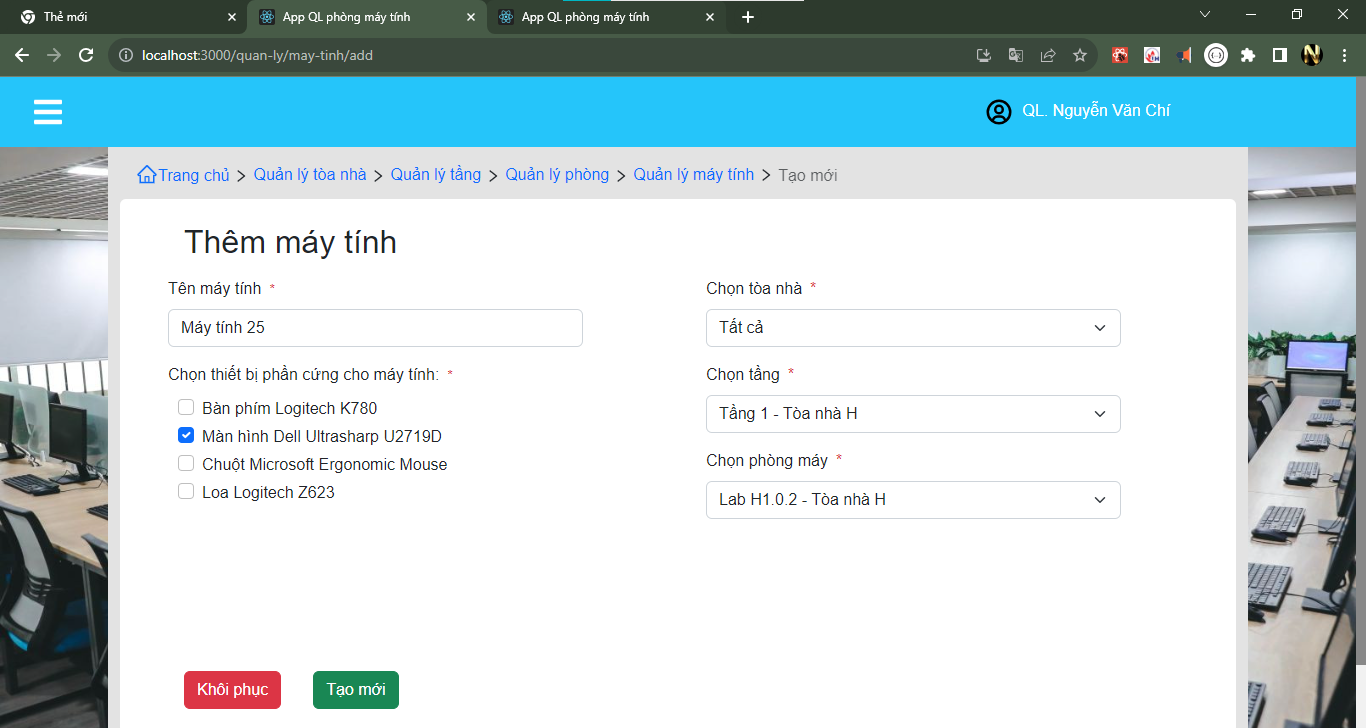 Thẻ mới
App QL phòng máy tính
App QL phòng máy tính
localhost:3000/quan-ly/may-tinh/add
QL. Nguyễn Văn Chí
Trang chủ > Quản lý tòa nhà > Quản lý tầng > Quản lý phòng > Quản lý máy tính > Tạo mới
Thêm máy tính
Tên máy tính *
Máy tính 25
Chọn thiết bị phần cứng cho máy tính: *
Bàn phím Logitech K780
Màn hình Dell Ultrasharp U2719D
Chuột Microsoft Ergonomic Mouse
Loa Logitech Z623
Chọn tòa nhà *
Tất cả
Chọn tầng *
Tầng 1 - Tòa nhà H
Chọn phòng máy *
Lab H1.0.2 - Tòa nhà H
Khôi phục
Tạo mới